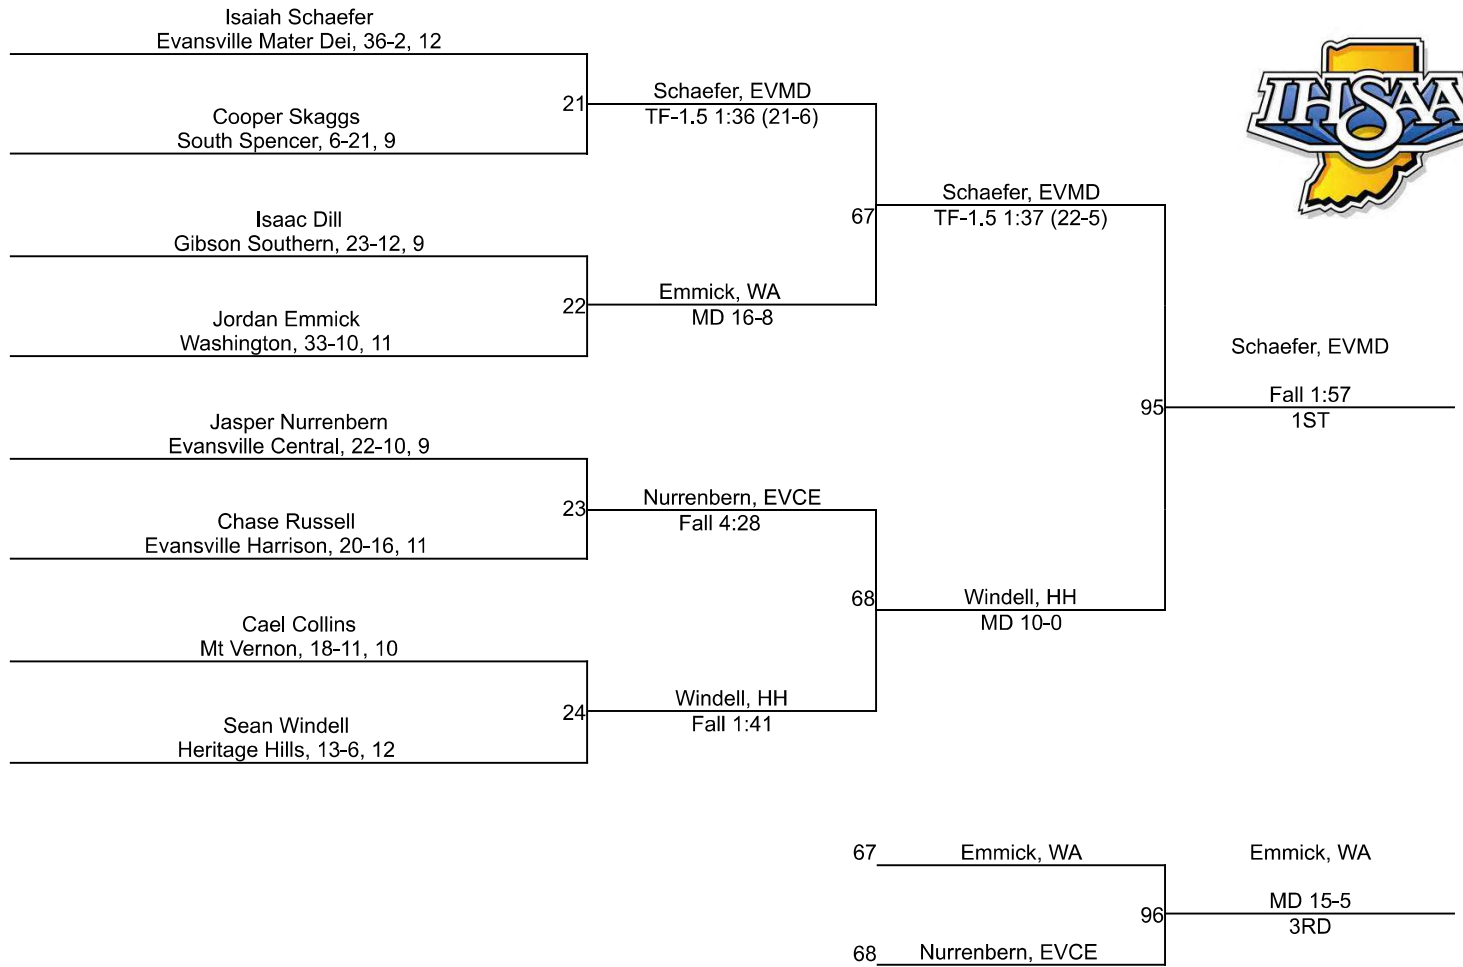 Isaiah Schaefer
Evansville Mater Dei, 36-2, 12
21
Cooper Skaggs
South Spencer, 6-21, 9
Schaefer, EVMD
TF-1.5 1:36 (21-6)
IHSAA
Isaac Dill
Gibson Southern, 23-12, 9
22
Jordan Emmick
Washington, 33-10, 11
Emmick, WA
MD 16-8
67
Schaefer, EVMD
TF-1.5 1:37 (22-5)
Jasper Nurrenbern
Evansville Central, 22-10, 9
23
Chase Russell
Evansville Harrison, 20-16, 11
Nurrenbern, EVCE
Fall 4:28
Cael Collins
Mt Vernon, 18-11, 10
24
Sean Windell
Heritage Hills, 13-6, 12
Windell, HH
Fall 1:41
68
Windell, HH
MD 10-0
95
Schaefer, EVMD
Fall 1:57
1ST
67
Emmick, WA
96
68
Nurrenbern, EVCE
Emmick, WA
MD 15-5
3RD